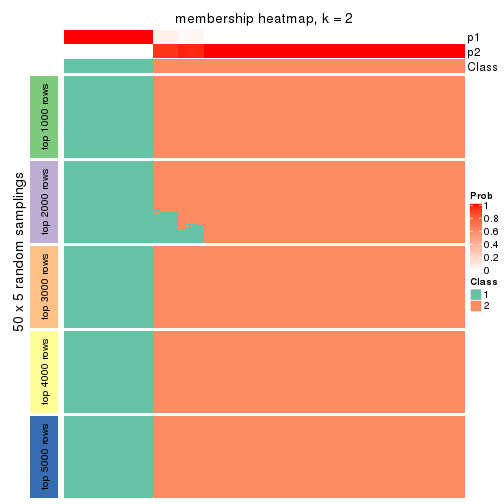 membership heatmap, k = 2
p1
p2
Class
50 x 5 random samplings
top 1000 rows
top 2000 rows
top 3000 rows
top 4000 rows
top 5000 rows
Prob
1
0.8
0.6
0.4
0.2
0
Class
1
2